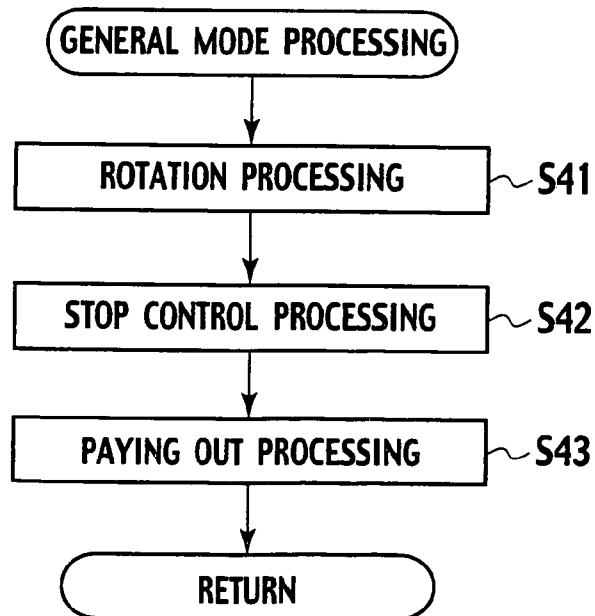 GENERAL MODE PROCESSING
ROTATION PROCESSING
S41
STOP CONTROL PROCESSING
S42
PAYING OUT PROCESSING
S43
RETURN